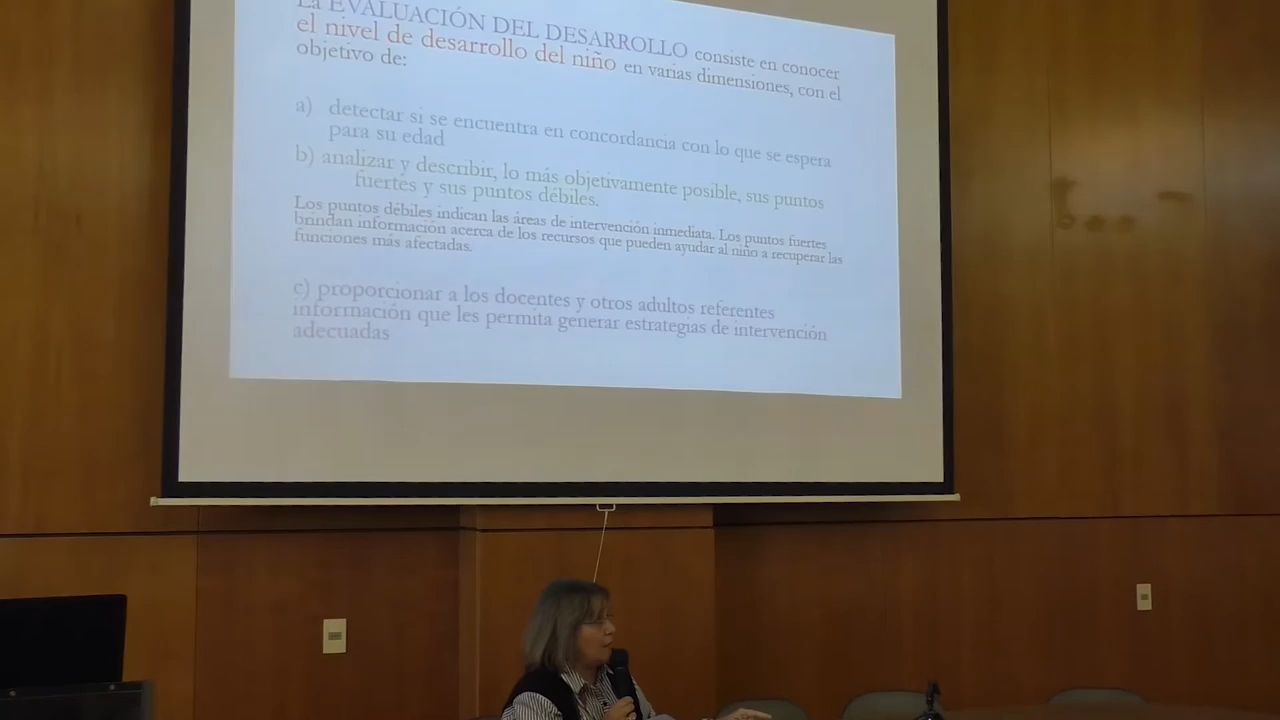 La EVALUACIÓN DEL DESARROLLO consiste en conocer
el nivel de desarrollo del niño en varias dimensiones, con el
objetivo de:
a) detectar si se encuentra en concordancia con lo que se espera
para su edad
b) analizar y describir, lo más objetivamente posible, sus puntos
fuertes y sus puntos débiles.
Los puntos débiles indican las áreas de intervención inmediata. Los puntos fuertes
brindan información acerca de los recursos que pueden ayudar al niño a recuperar las
funciones más afectadas.
c) proporcionar a los docentes y otros adultos referentes
información que les permita generar estrategias de intervención
adecuadas